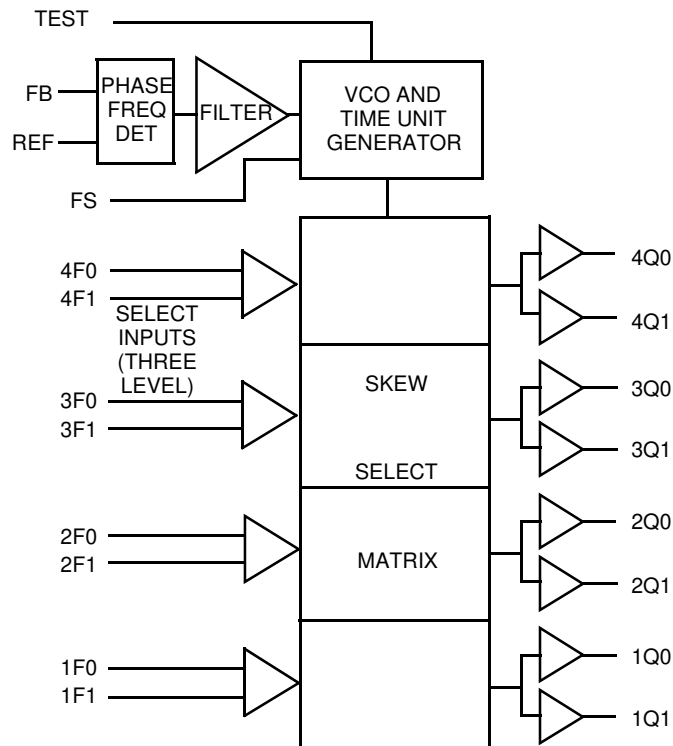 TEST
FB
REF
PHASE
FREQ
DET
FILTER
VCO AND
TIME UNIT
GENERATOR
FS
4F0
4F1
SELECT
INPUTS
(THREE
LEVEL)
3F0
3F1
2F0
2F1
1F0
1F1
SKEW
SELECT
MATRIX
4Q0
4Q1
3Q0
3Q1
2Q0
2Q1
1Q0
1Q1